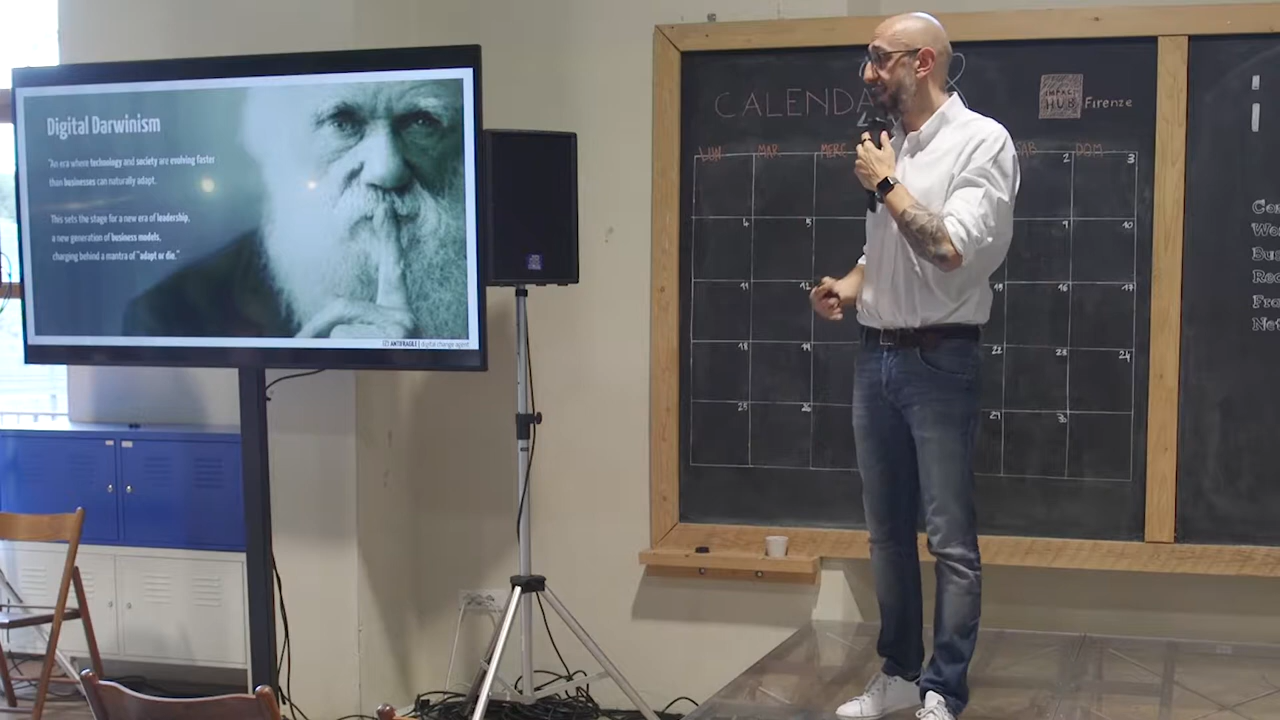 Digital Darwinism
"An era where technology and society are evolving faster
than businesses can naturally adapt.
This sets the stage for a new era of leadership,
a new generation of business models,
charging behind a mantra of "adapt or die."
ANTIFRAGILE | digital change agent
CALENDA
IMPACT
HUB
Firenze
LUN MAR MERC SAB DOM
2 3
4 5 9 10
11 12 15 16 17
18 19 22 23 24
25 26 29 30